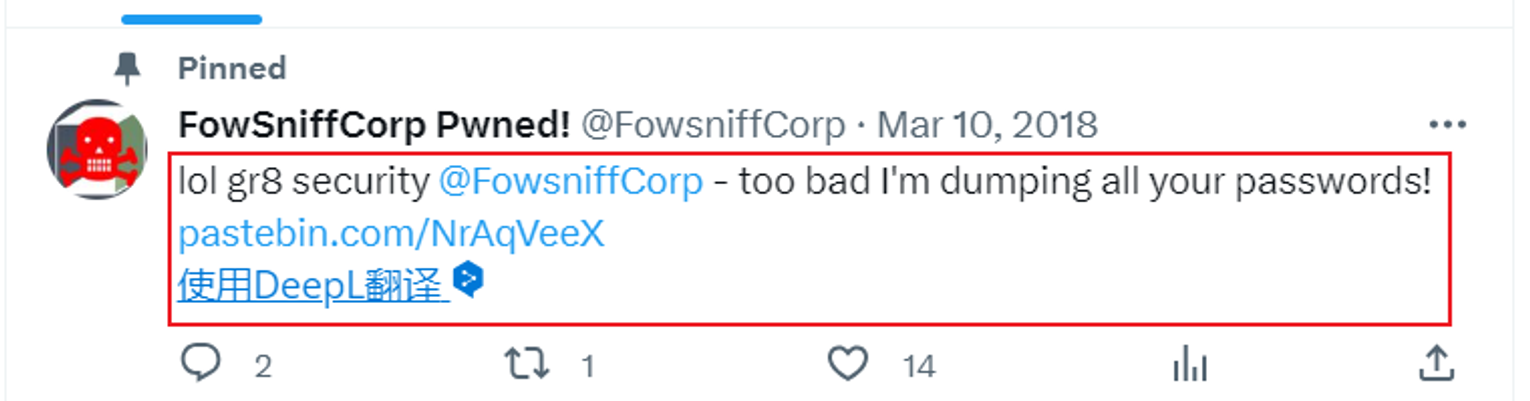 Pinned
FowSniffCorp Pwned! @FowsniffCorp · Mar 10, 2018
lol gr8 security @FowsniffCorp - too bad I'm dumping all your passwords!
pastebin.com/NrAqVeeX
使用DeepL翻译
2 1 14